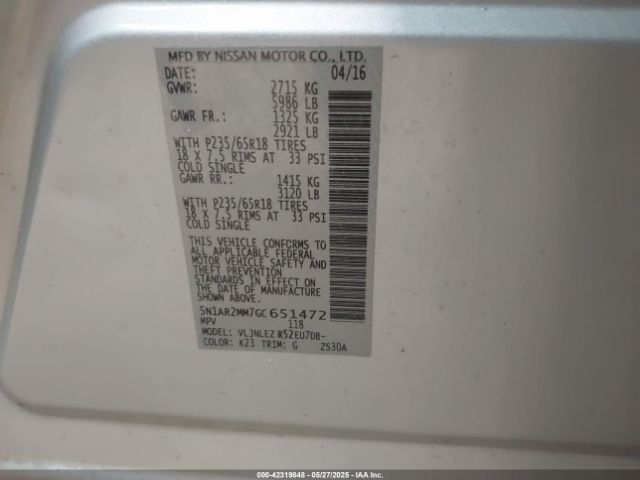 MFD BY NISSAN MOTOR CO., LTD.
DATE: 04/16
GVWR: 2715 KG
5986 LB
GAWR FR.: 1325 KG
2921 LB
WITH P235/65R18 TIRES
18 X 7.5 RIMS AT 33 PSI
COLD SINGLE
GAWR RR.: 1415 KG
3120 LB
WITH P235/65R18 TIRES
18 X 7.5 RIMS AT 33 PSI
COLD SINGLE
THIS VEHICLE CONFORMS TO
ALL APPLICABLE FEDERAL
MOTOR VEHICLE SAFETY AND
THEFT PREVENTION
STANDARDS IN EFFECT ON
THE DATE OF MANUFACTURE
SHOWN ABOVE.
5N1AR2MM7GC651472
MPV 118
MODEL: VLJNLEZ R52EU7DB-
COLOR: K23 TRIM: G ZS30A
000-42319848 - 05/27/2025 - IAA Inc.